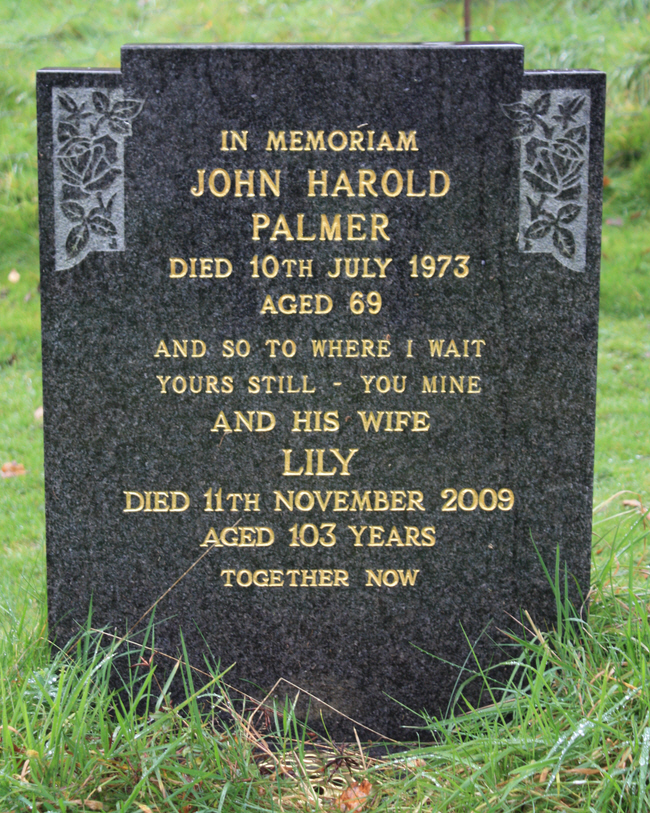 IN MEMORIAM
JOHN HAROLD
PALMER
DIED 10TH JULY 1973
AGED 69
AND SO TO WHERE I WAIT
YOURS STILL - YOU MINE
AND HIS WIFE
LILY
DIED 11TH NOVEMBER 2009
AGED 103 YEARS
TOGETHER NOW